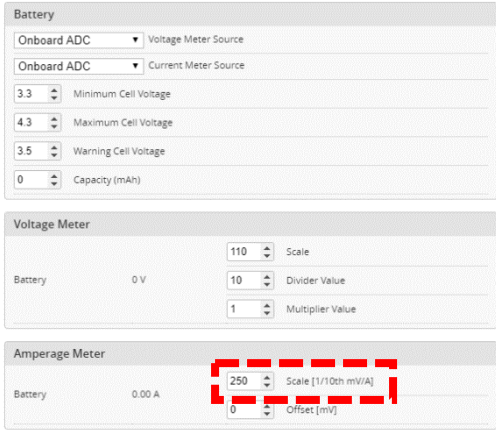 Battery
Onboard ADC Voltage Meter Source
Onboard ADC Current Meter Source
3.3 Minimum Cell Voltage
4.3 Maximum Cell Voltage
3.5 Warning Cell Voltage
0 Capacity (mAh)
Voltage Meter
110 Scale
Battery 0 V 10 Divider Value
1 Multiplier Value
Amperage Meter
250 Scale [1/10th mV/A]
Battery 0.00 A
0 Offset [mV]